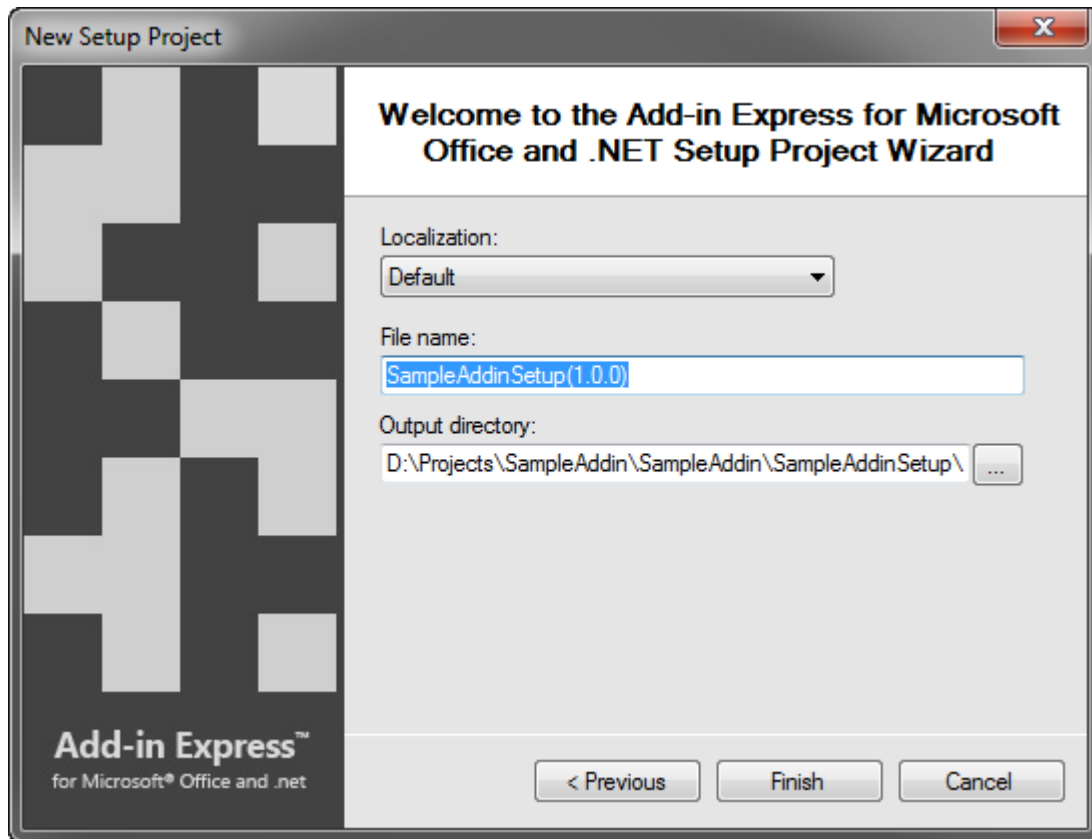 New Setup Project
Welcome to the Add-in Express for Microsoft
Office and .NET Setup Project Wizard
Localization:
Default
File name:
SampleAddinSetup(1.0.0)
Output directory:
D:\Projects\SampleAddin\SampleAddin\SampleAddinSetup\
...
Add-in Express™
for Microsoft® Office and .net
< Previous
Finish
Cancel